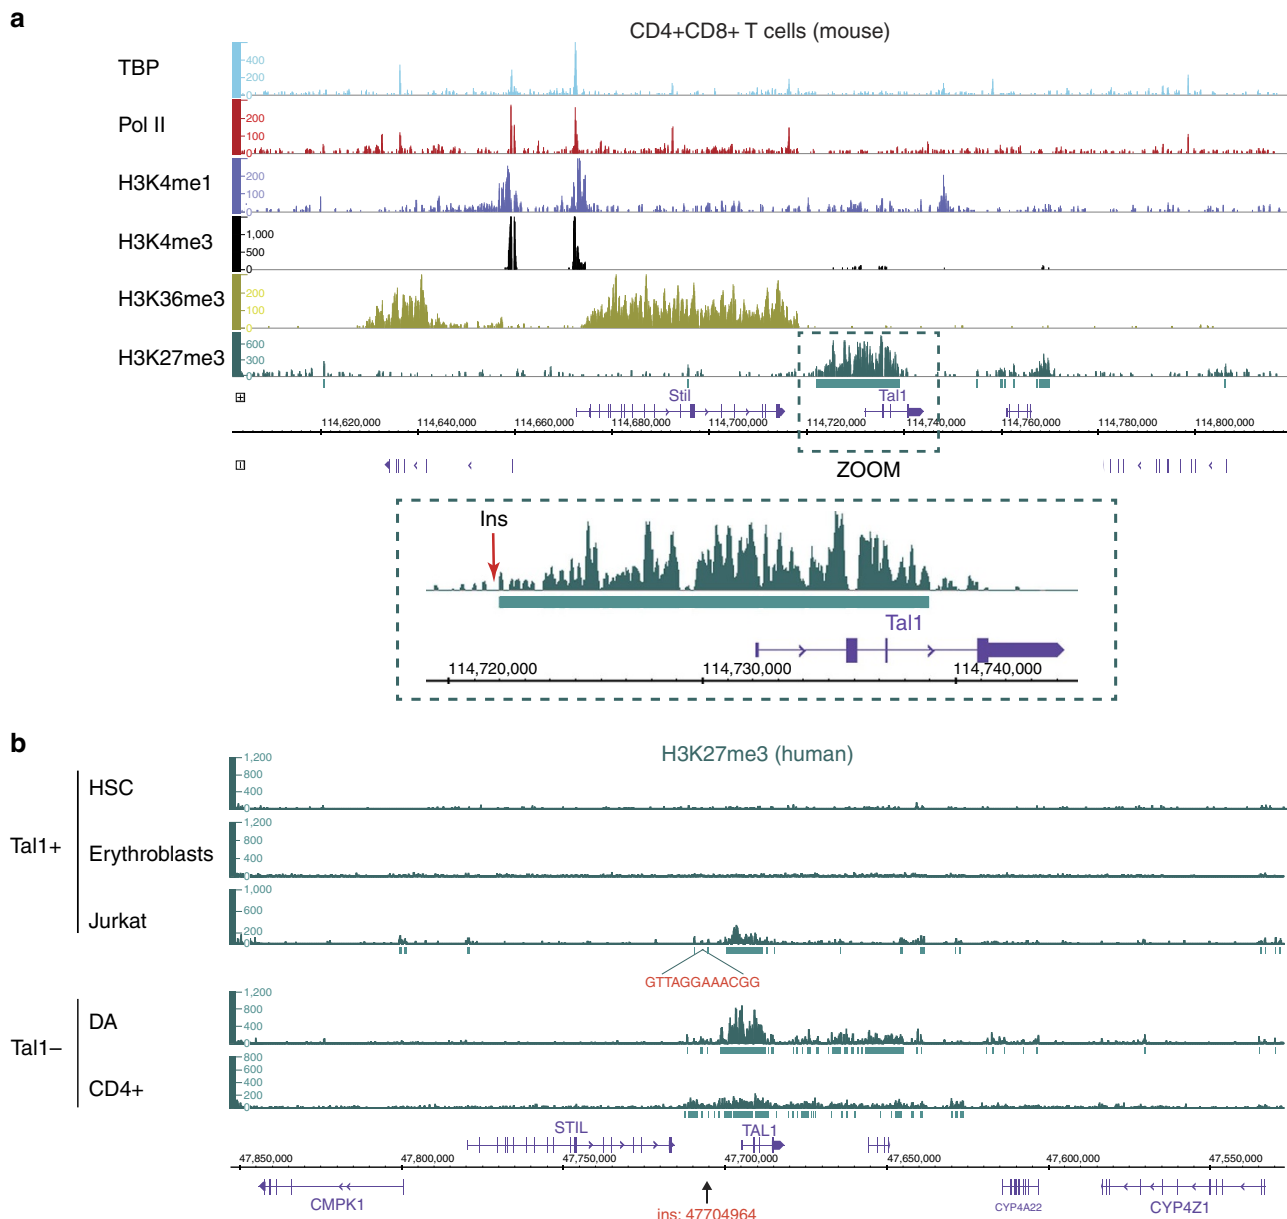 a
CD4+CD8+ T cells (mouse)
TBP
400
200
0
Pol II
200
100
0
H3K4me1
200
100
0
H3K4me3
1,000
500
0
H3K36me3
200
100
0
H3K27me3
600
300
0
Stil
Tal1
114,620,000 114,640,000 114,660,000 114,680,000 114,700,000 114,720,000 114,740,000 114,760,000 114,780,000 114,800,000
ZOOM
Ins
Tal1
114,720,000 114,730,000 114,740,000
b
H3K27me3 (human)
Tal1+
HSC
1,200
800
400
0
Erythroblasts
1,200
800
400
0
Jurkat
1,000
600
200
0
GTTAGGAAACGG
Tal1–
DA
1,200
800
400
0
CD4+
800
600
400
200
0
STIL
TAL1
47,850,000 47,800,000 47,750,000 47,700,000 47,650,000 47,600,000 47,550,000
CMPK1
CYP4A22
CYP4Z1
ins: 47704964